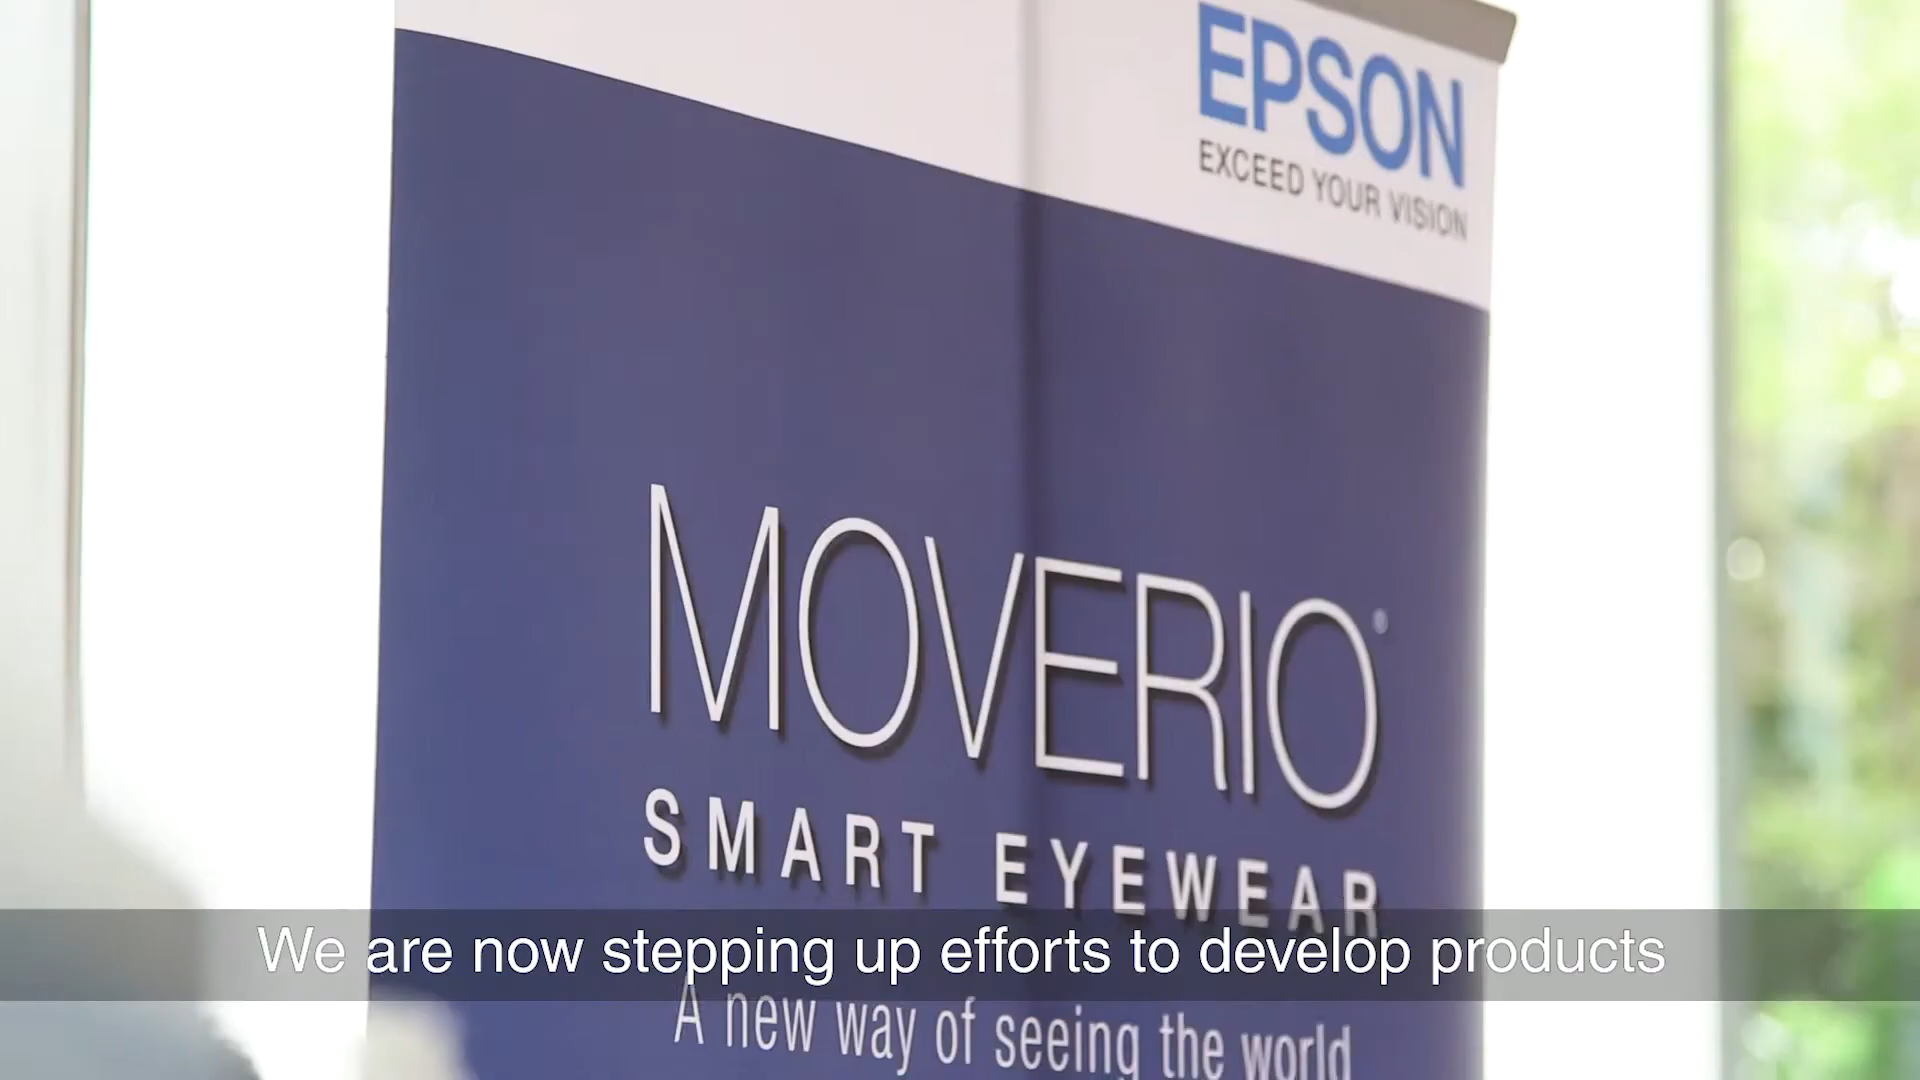 EPSON
EXCEED YOUR VISION
MOVERIO®
SMART EYEWEAR
We are now stepping up efforts to develop products
A new way of seeing the world